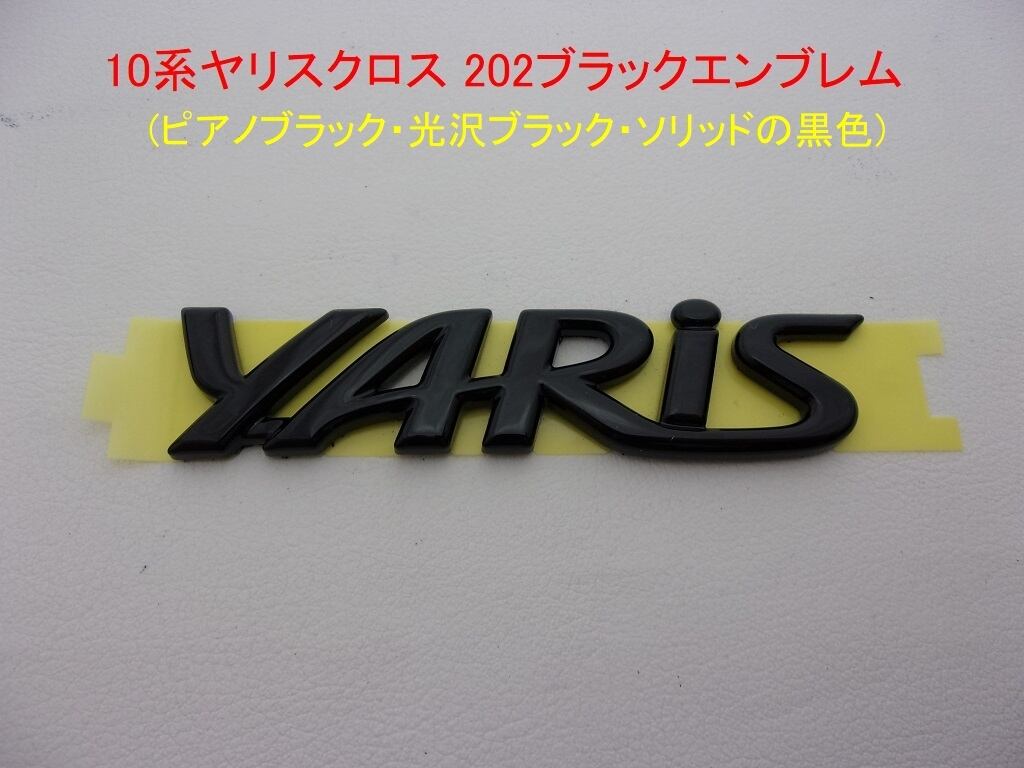 10系ヤリスクロス 202ブラックエンブレム
(ピアノブラック・光沢ブラック・ソリッドの黒色)
YARiS